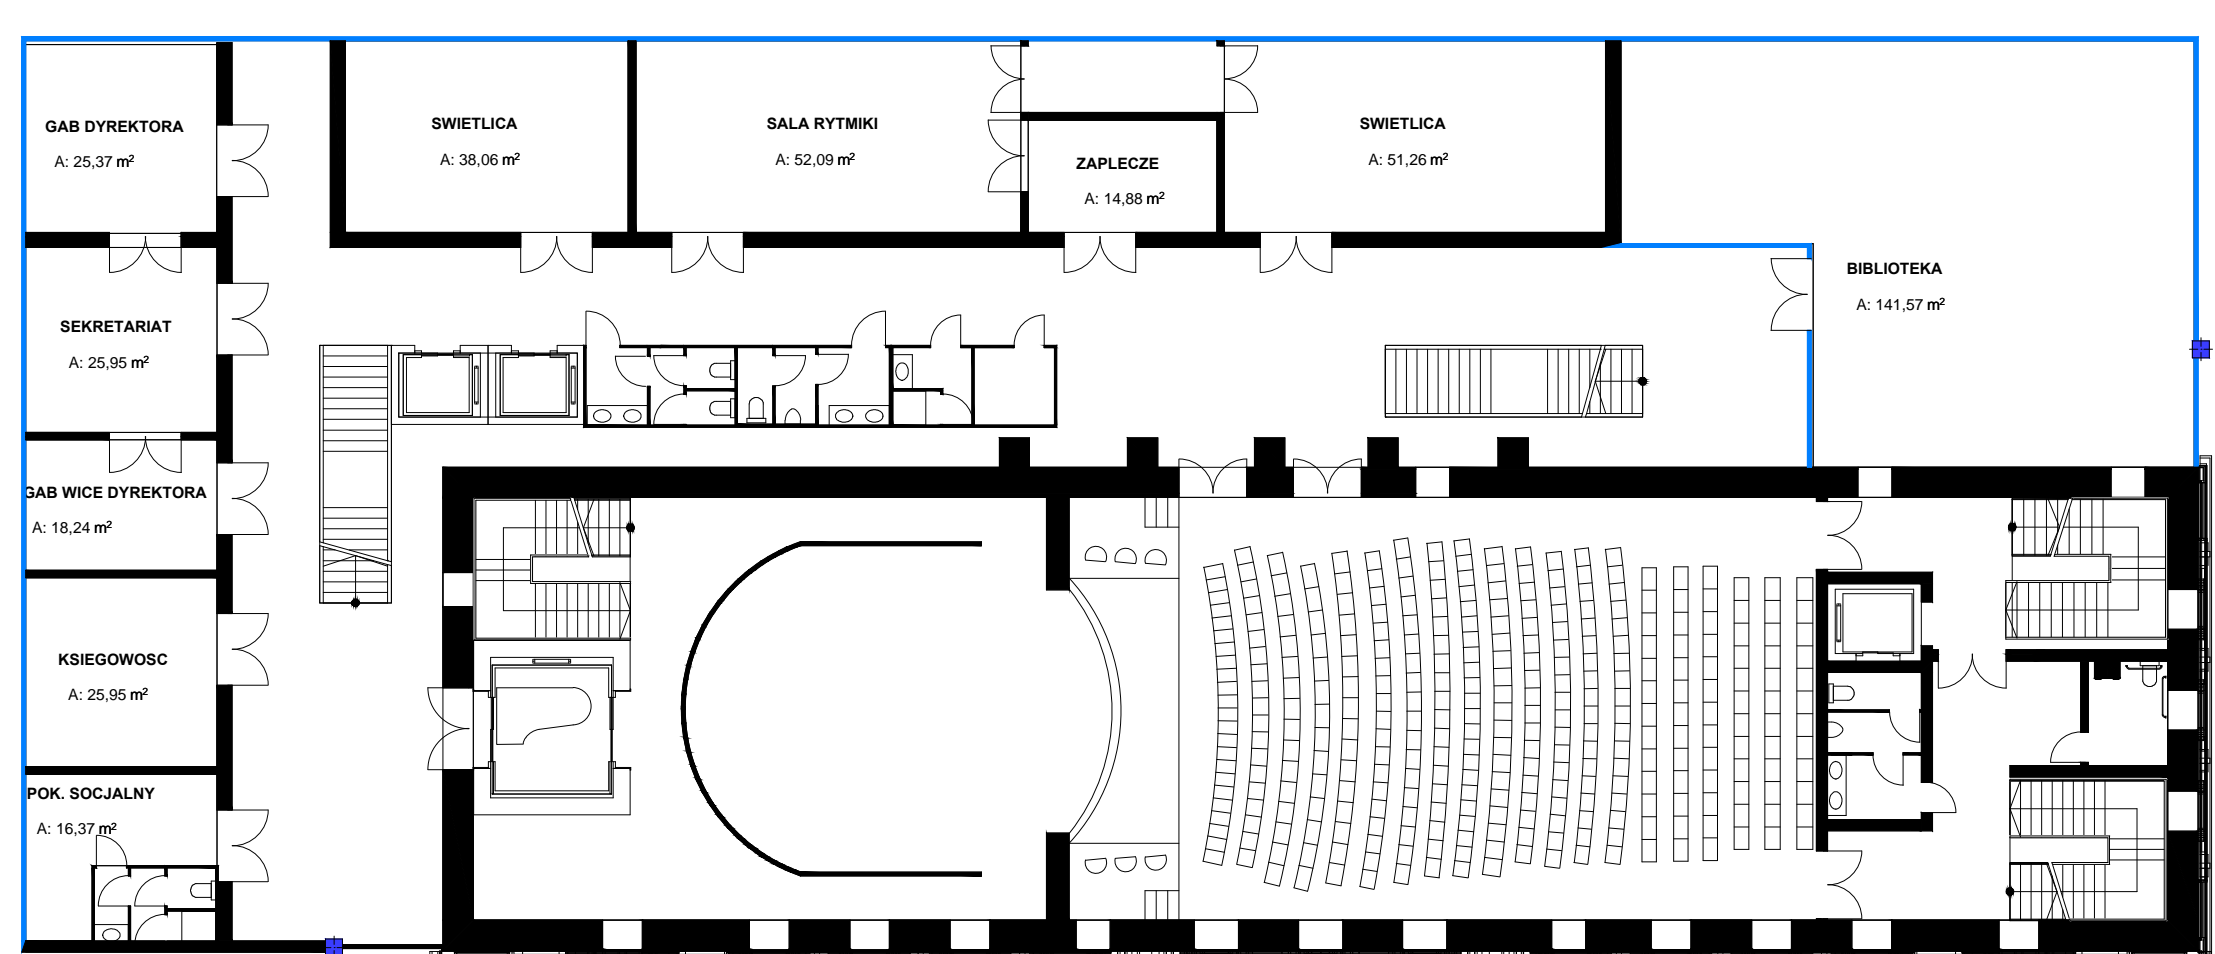 GAB DYREKTORA
A: 25,37 m²
SWIETLICA
A: 38,06 m²
SALA RYTMIKI
A: 52,09 m²
ZAPLECZE
A: 14,88 m²
SWIETLICA
A: 51,26 m²
BIBLIOTEKA
A: 141,57 m²
SEKRETARIAT
A: 25,95 m²
GAB WICE DYREKTORA
A: 18,24 m²
KSIEGOWOSC
A: 25,95 m²
POK. SOCJALNY
A: 16,37 m²